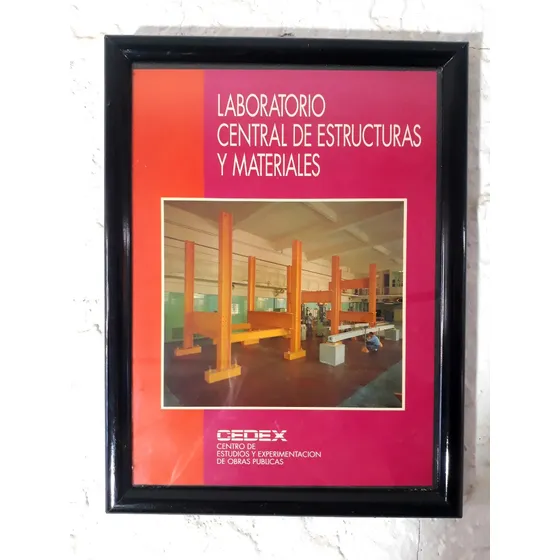 LABORATORIO
CENTRAL DE ESTRUCTURAS
Y MATERIALES
CEDEX
CENTRO DE
ESTUDIOS Y EXPERIMENTACION
DE OBRAS PUBLICAS